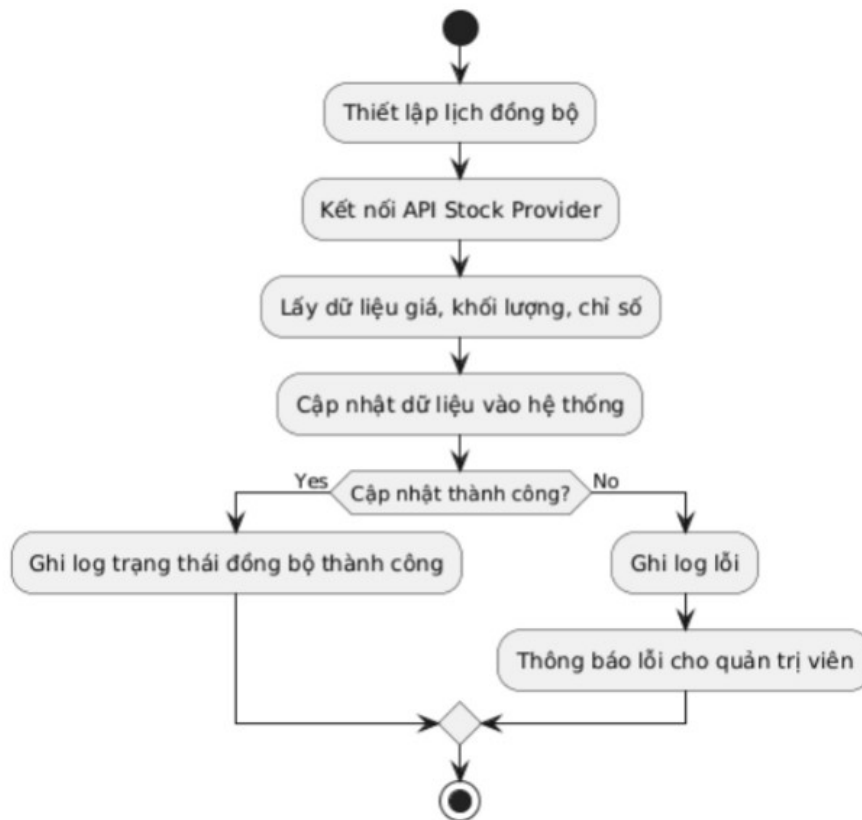 Thiết lập lịch đồng bộ
Kết nối API Stock Provider
Lấy dữ liệu giá, khối lượng, chỉ số
Cập nhật dữ liệu vào hệ thống
Yes
Cập nhật thành công?
No
Ghi log trạng thái đồng bộ thành công
Ghi log lỗi
Thông báo lỗi cho quản trị viên